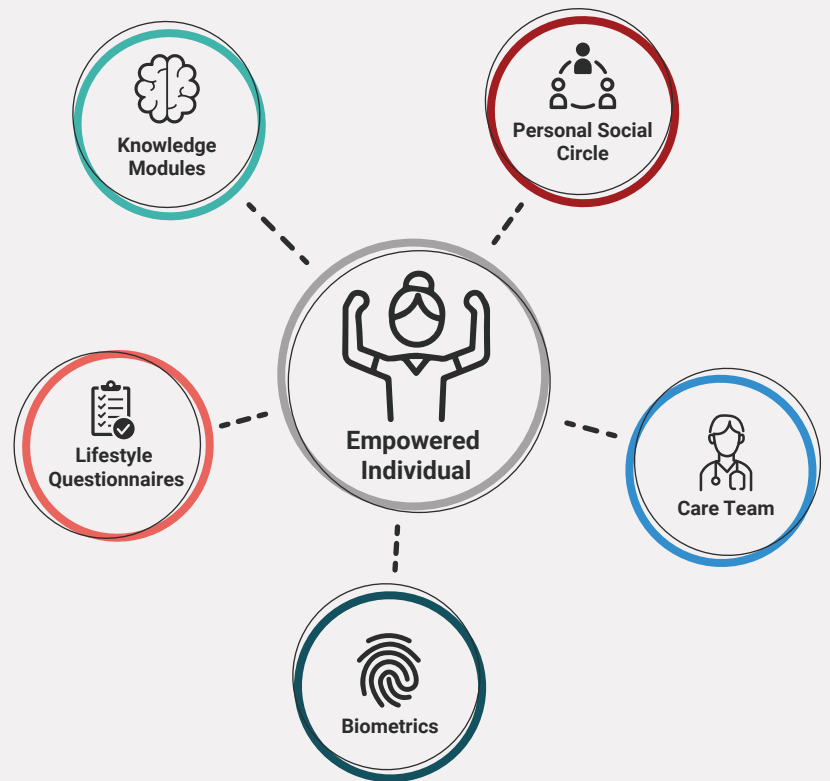 Knowledge
Modules
Personal Social
Circle
Empowered
Individual
Lifestyle
Questionnaires
Care Team
Biometrics